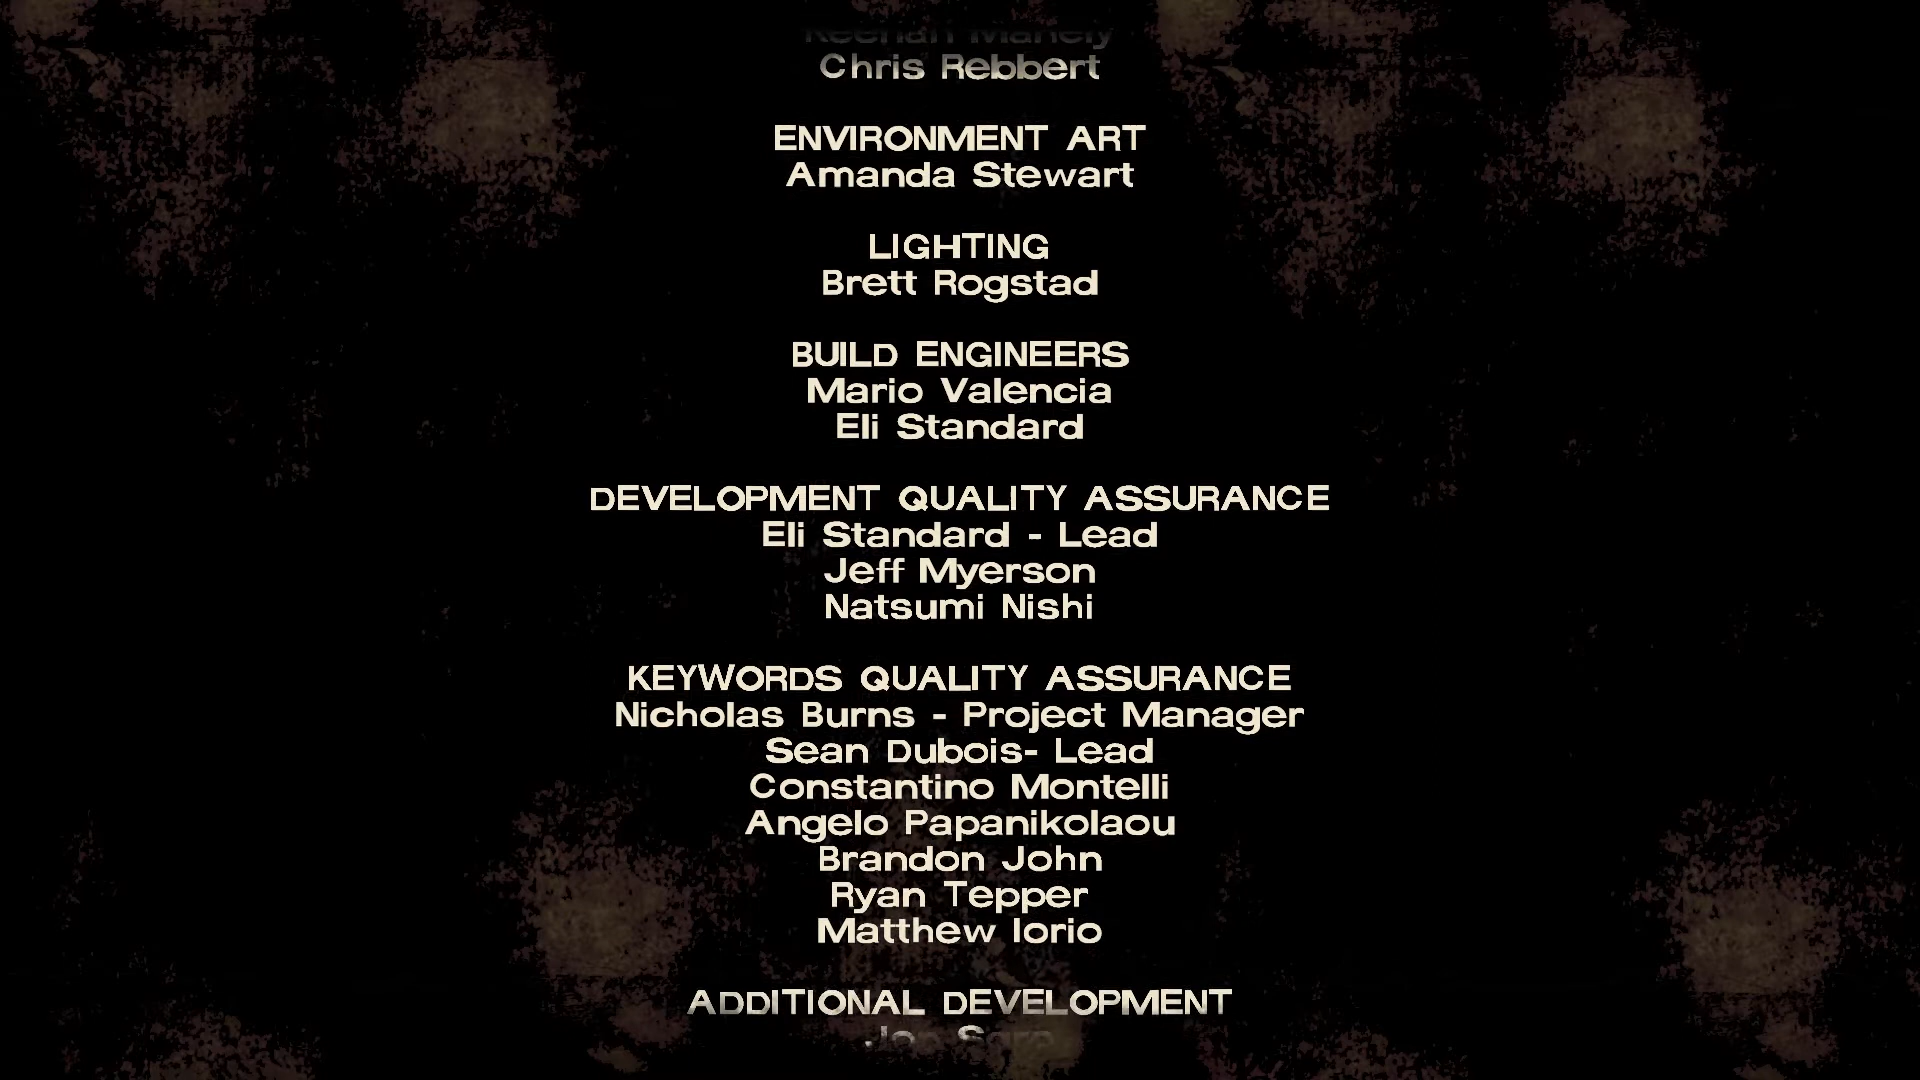 Chris Rebbert
ENVIRONMENT ART
Amanda Stewart
LIGHTING
Brett Rogstad
BUILD ENGINEERS
Mario Valencia
Eli Standard
DEVELOPMENT QUALITY ASSURANCE
Eli Standard - Lead
Jeff Myerson
Natsumi Nishi
KEYWORDS QUALITY ASSURANCE
Nicholas Burns - Project Manager
Sean Dubois- Lead
Constantino Montelli
Angelo Papanikolaou
Brandon John
Ryan Tepper
Matthew Iorio
ADDITIONAL DEVELOPMENT